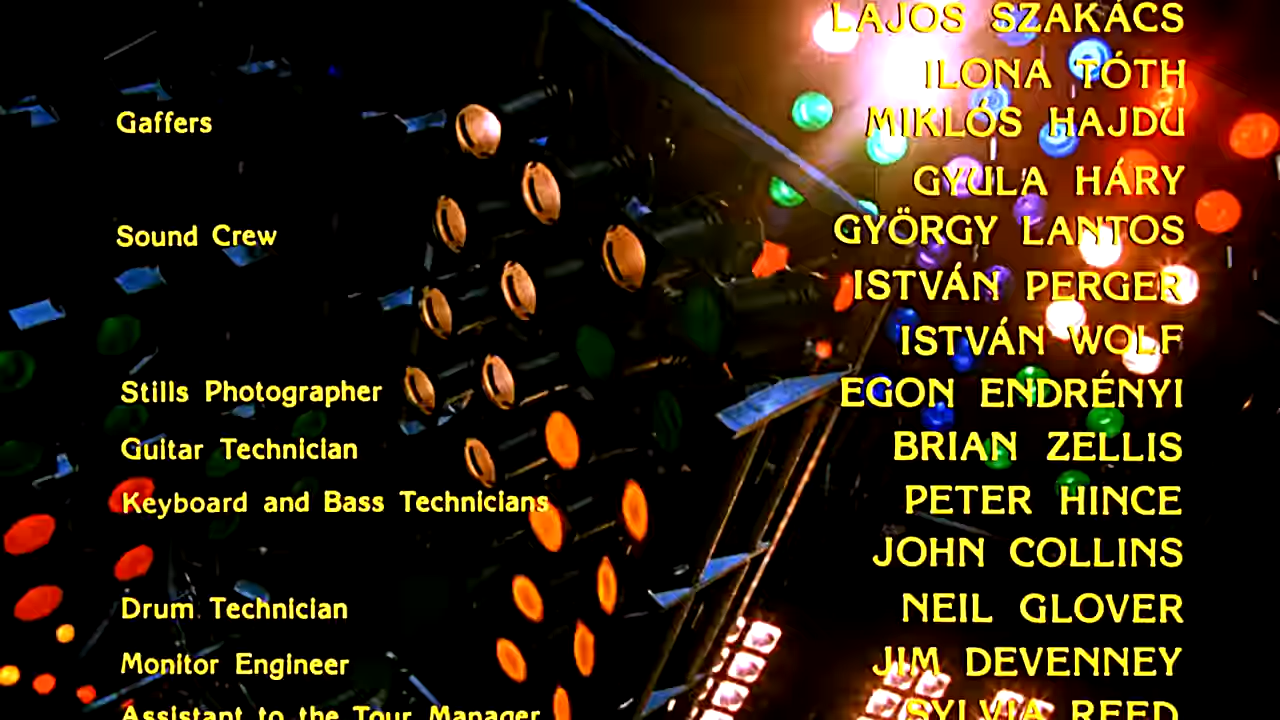 LAJOS SZAKÁCS
ILONA TÓTH
Gaffers MIKLÓS HAJDU
GYULA HÁRY
Sound Crew GYÖRGY LANTOS
ISTVÁN PERGER
ISTVÁN WOLF
Stills Photographer EGON ENDRÉNYI
Guitar Technician BRIAN ZELLIS
Keyboard and Bass Technicians PETER HINCE
JOHN COLLINS
Drum Technician NEIL GLOVER
Monitor Engineer JIM DEVENNEY
Assistant to the Tour Manager SYLVIA REED